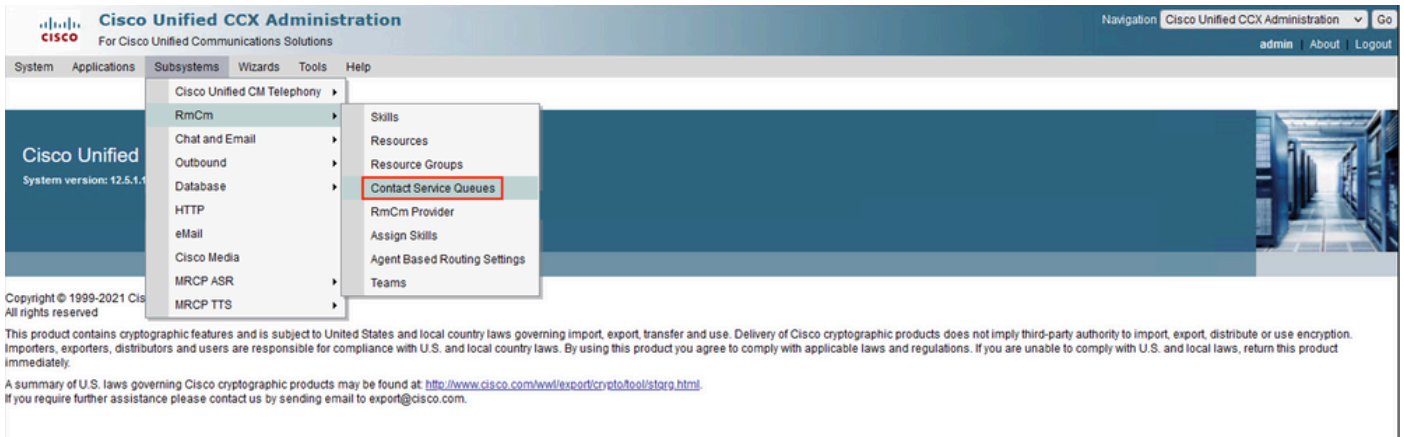 Cisco Unified CCX Administration
Navigation Cisco Unified CCX Administration Go
CISCO
For Cisco Unified Communications Solutions
admin | About | Logout
System Applications Subsystems Wizards Tools Help
Cisco Unified CM Telephony
RmCm
Chat and Email
Outbound
Database
HTTP
eMail
Cisco Media
MRCP ASR
MRCP TTS
Skills
Resources
Resource Groups
Contact Service Queues
RmCm Provider
Assign Skills
Agent Based Routing Settings
Teams
Cisco Unified
System version: 12.5.1.1
Copyright © 1999-2021 Cis
All rights reserved
This product contains cryptographic features and is subject to United States and local country laws governing import, export, transfer and use. Delivery of Cisco cryptographic products does not imply third-party authority to import, export, distribute or use encryption.
Importers, exporters, distributors and users are responsible for compliance with U.S. and local country laws. By using this product you agree to comply with applicable laws and regulations. If you are unable to comply with U.S. and local laws, return this product
immediately.
A summary of U.S. laws governing Cisco cryptographic products may be found at: http://www.cisco.com/wwl/export/crypto/tool/stqrg.html.
If you require further assistance please contact us by sending email to export@cisco.com.